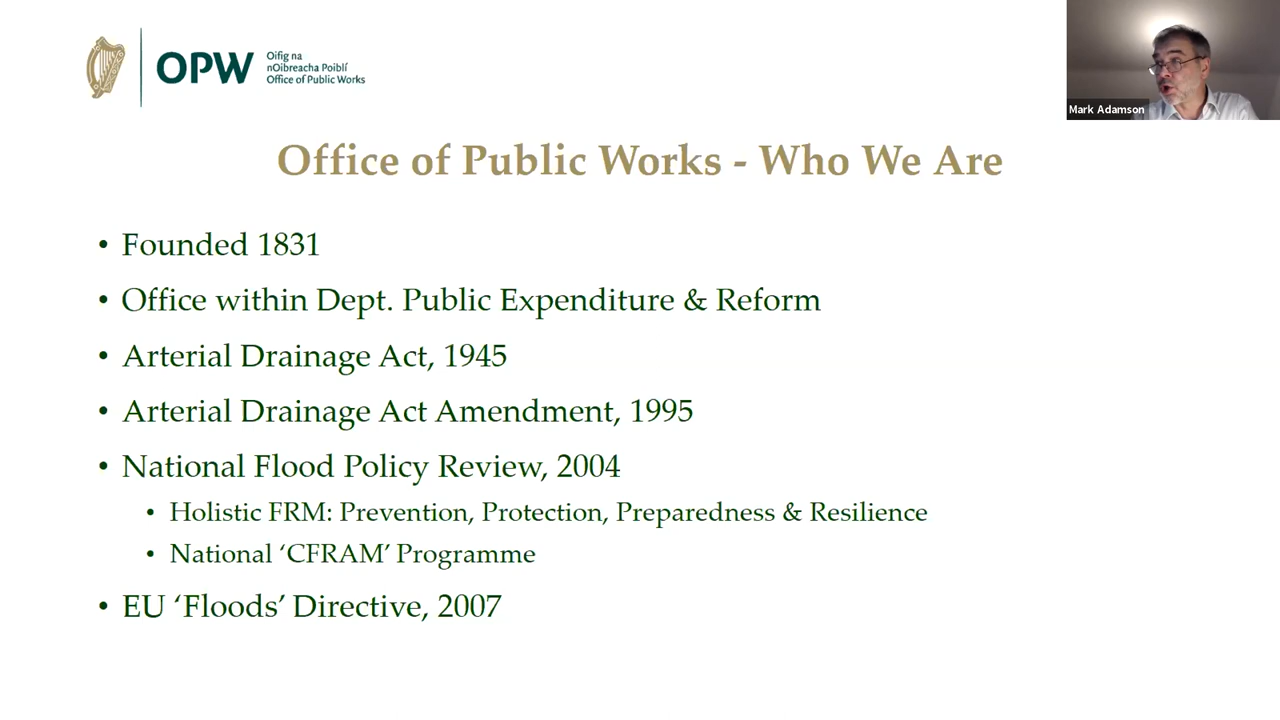 OPW
Oifig na
nOibreacha Poiblí
Office of Public Works
Mark Adamson
Office of Public Works - Who We Are
• Founded 1831
• Office within Dept. Public Expenditure & Reform
• Arterial Drainage Act, 1945
• Arterial Drainage Act Amendment, 1995
• National Flood Policy Review, 2004
• Holistic FRM: Prevention, Protection, Preparedness & Resilience
• National ‘CFRAM’ Programme
• EU ‘Floods’ Directive, 2007